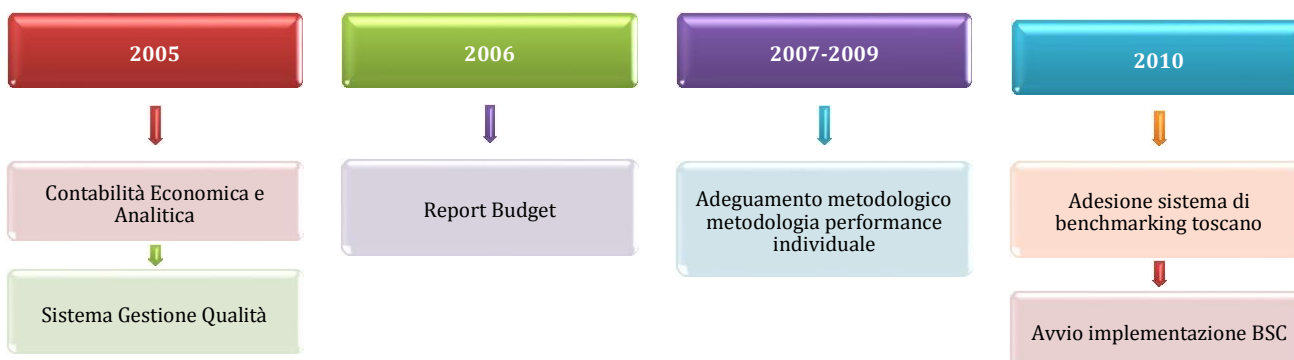 2005
Contabilità Economica e
Analitica
Sistema Gestione Qualità
2006
Report Budget
2007-2009
Adeguamento metodologico
metodologia performance
individuale
2010
Adesione sistema di
benchmarking toscano
Avvio implementazione BSC